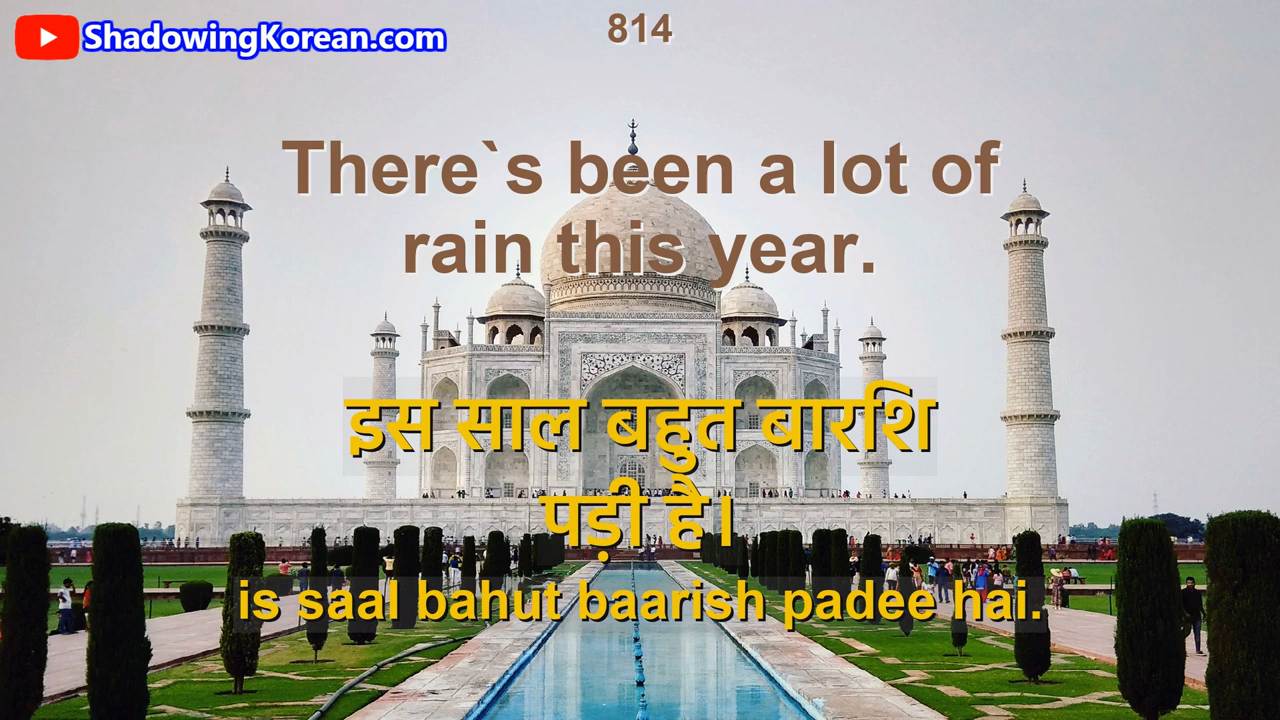 ShadowingKorean.com
814
There`s been a lot of
rain this year.
इस साल बहुत बारशि
पड़ी है।
is saal bahut baarish padee hai.